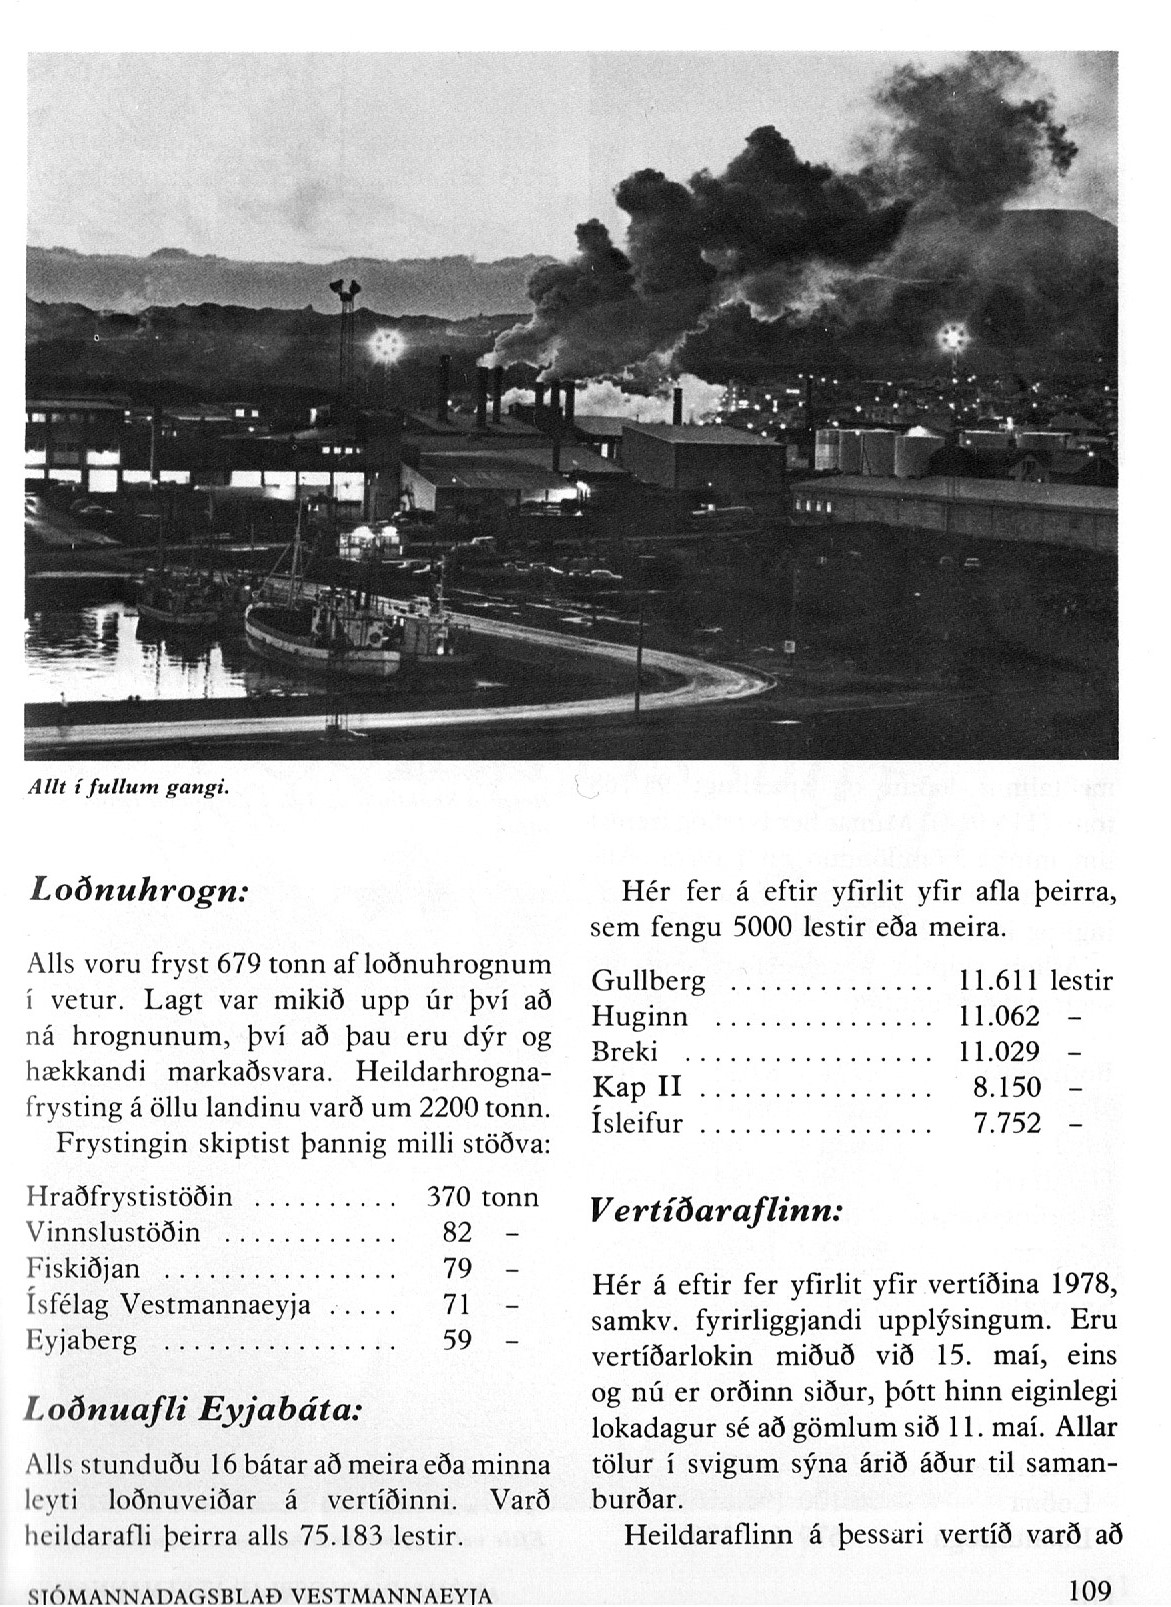 Allt í fullum gangi.
Loðnuhrogn:
Alls voru fryst 679 tonn af loðnuhrognum
í vetur. Lagt var mikið upp úr því að
ná hrognunum, því að þau eru dýr og
hækkandi markaðsvara. Heildarhrogna-
frysting á öllu landinu varð um 2200 tonn.
Frystingin skiptist þannig milli stöðva:
Hraðfrystistöðin .......... 370 tonn
Vinnslustöðin ............ 82 –
Fiskiðjan ................ 79 –
Ísfélag Vestmannaeyja ..... 71 –
Eyjaberg ................ 59 –
Loðnuafli Eyjabáta:
Alls stunduðu 16 bátar að meira eða minna
leyti loðnuveiðar á vertíðinni. Varð
heildarafli þeirra alls 75.183 lestir.
Hér fer á eftir yfirlit yfir afla þeirra,
sem fengu 5000 lestir eða meira.
Gullberg .............. 11.611 lestir
Huginn ............... 11.062 –
Breki ................. 11.029 –
Kap II ................ 8.150 –
Ísleifur ................ 7.752 –
Vertíðaraflinn:
Hér á eftir fer yfirlit yfir vertíðina 1978,
samkv. fyrirliggjandi upplýsingum. Eru
vertíðarlokin miðuð við 15. maí, eins
og nú er orðinn siður, þótt hinn eiginlegi
lokadagur sé að gömlum sið 11. maí. Allar
tölur í svigum sýna árið áður til saman-
burðar.
Heildaraflinn á þessari vertíð varð að
SJÓMANNADAGSBLAÐ VESTMANNAEYJA
109